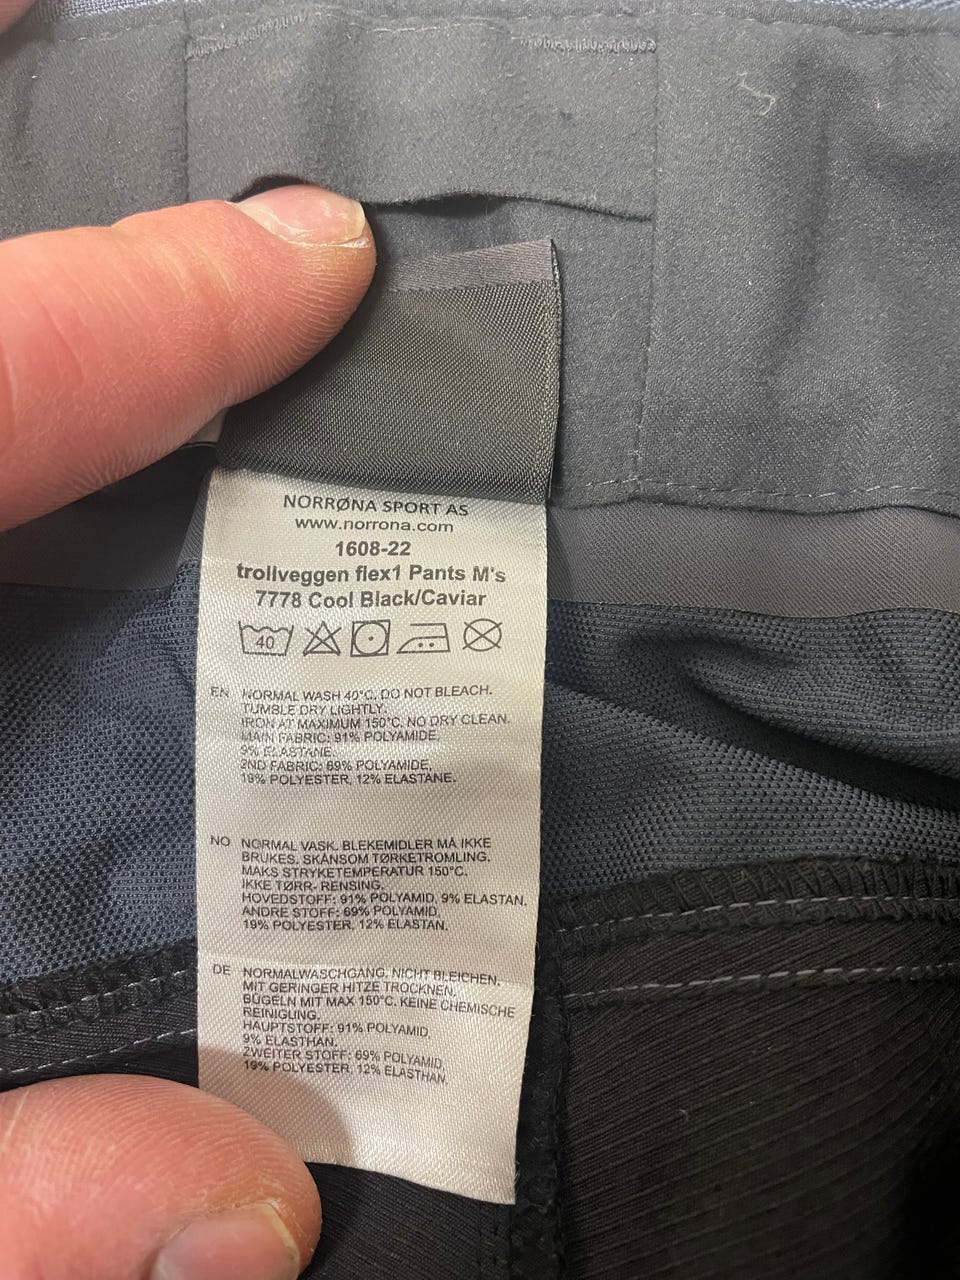 NORRØNA SPORT AS
www.norrona.com
1608-22
trollveggen flex1 Pants M's
7778 Cool Black/Caviar
40
EN NORMAL WASH 40°C. DO NOT BLEACH.
TUMBLE DRY LIGHTLY.
IRON AT MAXIMUM 150°C. NO DRY CLEAN.
MAIN FABRIC: 91% POLYAMIDE,
9% ELASTANE.
2ND FABRIC: 69% POLYAMIDE,
19% POLYESTER, 12% ELASTANE.
NO NORMAL VASK. BLEKEMIDLER MÅ IKKE
BRUKES. SKÅNSOM TØRKETROMLING.
MAKS STRYKETEMPERATUR 150°C.
IKKE TØRR- RENSING.
HOVEDSTOFF: 91% POLYAMID, 9% ELASTAN.
ANDRE STOFF: 69% POLYAMID,
19% POLYESTER, 12% ELASTAN.
DE NORMALWASCHGANG. NICHT BLEICHEN.
MIT GERINGER HITZE TROCKNEN.
BÜGELN MIT MAX 150°C. KEINE CHEMISCHE
REINIGUNG.
HAUPTSTOFF: 91% POLYAMID,
9% ELASTHAN.
ZWEITER STOFF: 69% POLYAMID,
19% POLYESTER, 12% ELASTHAN.